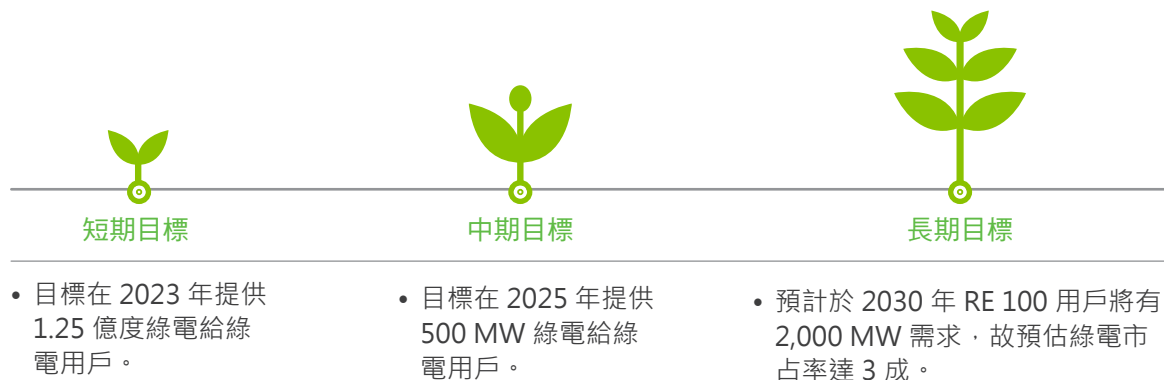 短期目標
中期目標
長期目標
• 目標在 2023 年提供
1.25 億度綠電給綠
電用戶。
• 目標在 2025 年提供
500 MW 綠電給綠
電用戶。
• 預計於 2030 年 RE 100 用戶將有
2,000 MW 需求，故預估綠電市
占率達 3 成。